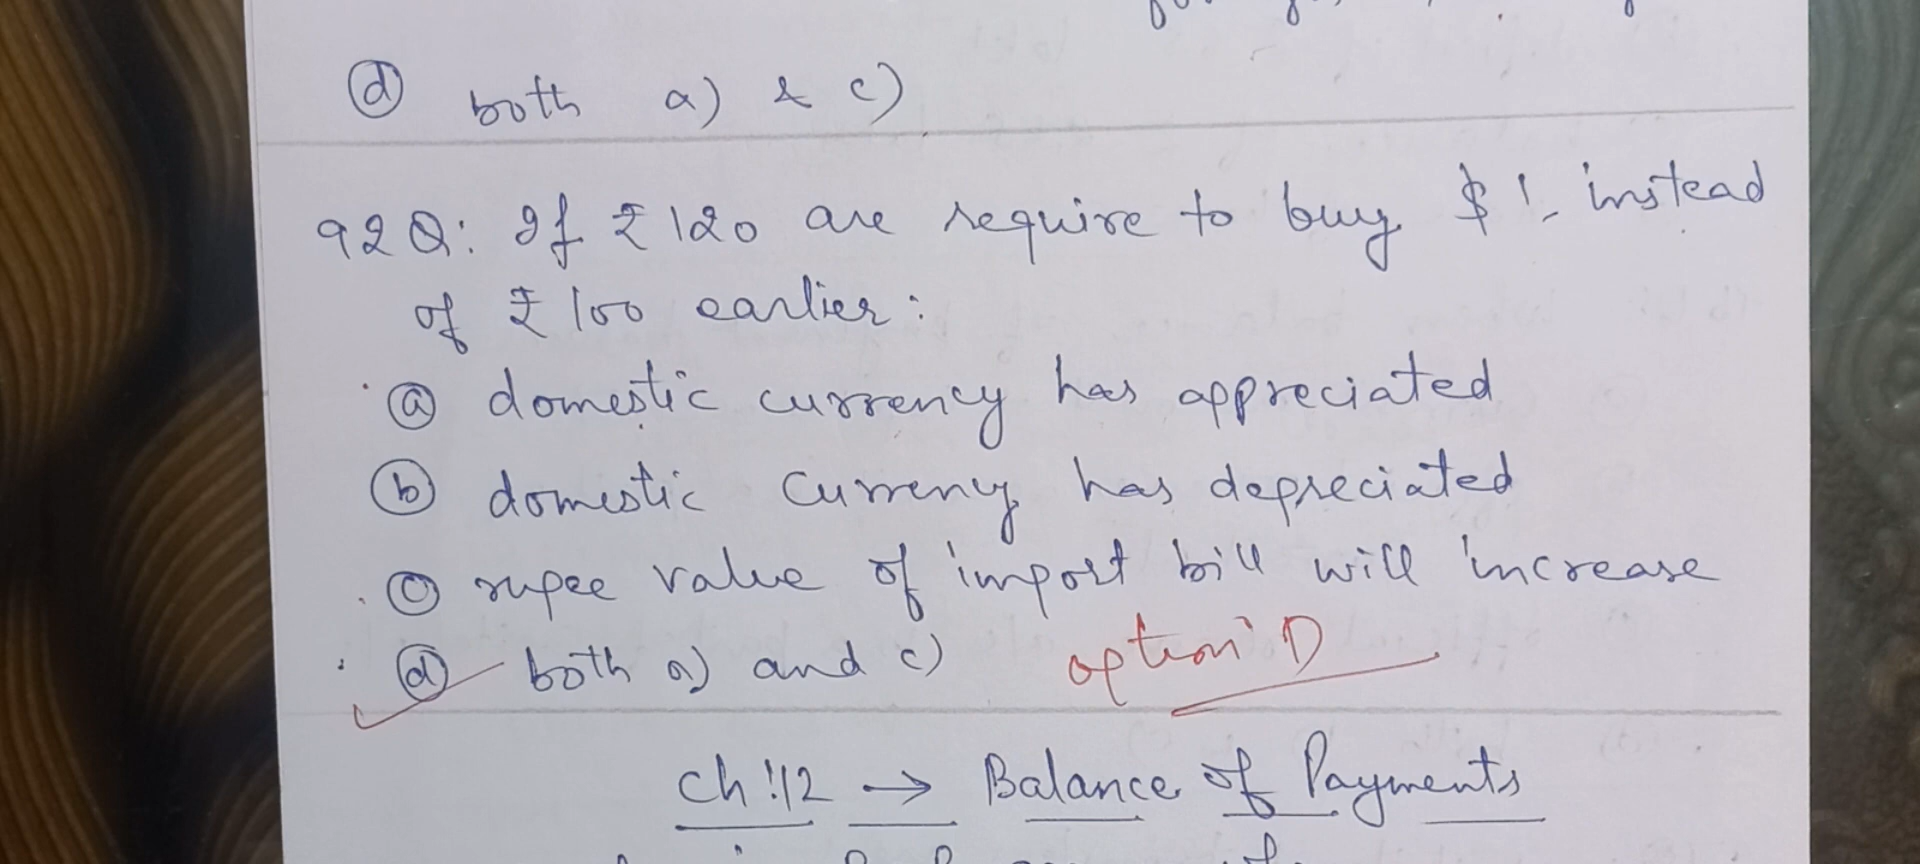 d both a) & c)
92Q: If ₹120 are require to buy $1, instead
of ₹100 earlier:
a domestic currency has appreciated
b domestic currency has depreciated
c rupee value of import bill will increase
d both a) and c) option D
Ch:12 → Balance of Payments